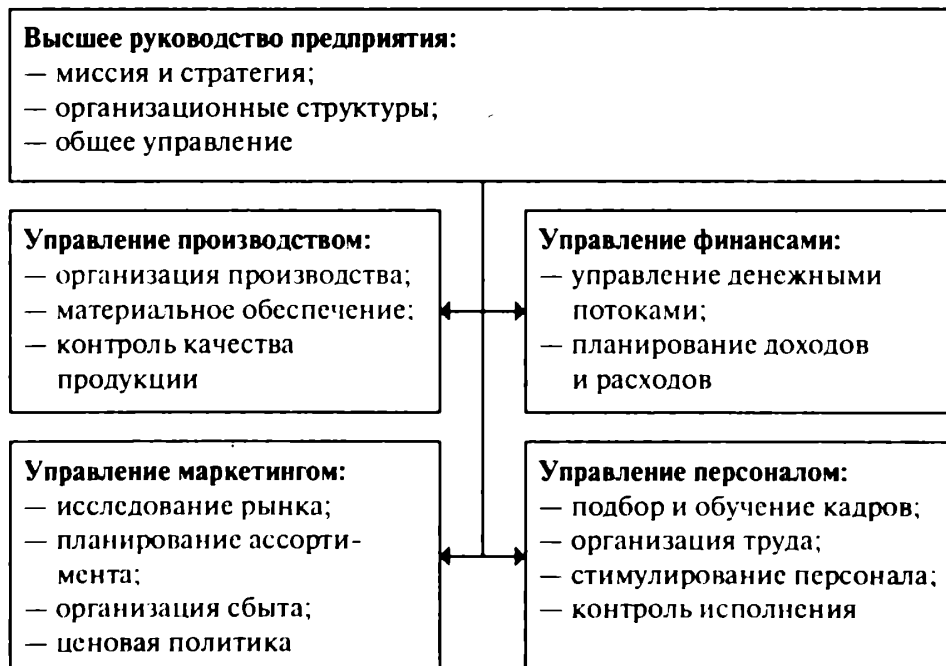 Высшее руководство предприятия:
— миссия и стратегия;
— организационные структуры;
— общее управление
Управление производством:
— организация производства;
— материальное обеспечение;
— контроль качества
продукции
Управление финансами:
— управление денежными
потоками;
— планирование доходов
и расходов
Управление маркетингом:
— исследование рынка;
— планирование ассорти-
мента;
— организация сбыта;
— ценовая политика
Управление персоналом:
— подбор и обучение кадров;
— организация труда;
— стимулирование персонала;
— контроль исполнения